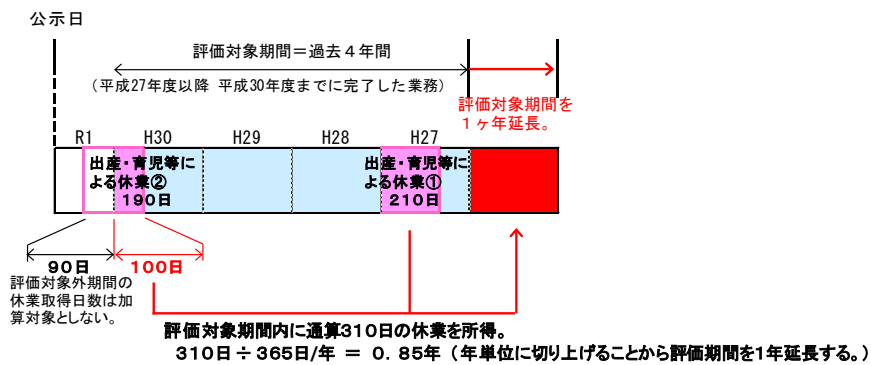 公示日
評価対象期間＝過去４年間
（平成27年度以降 平成30年度までに完了した業務）
評価対象期間を
１ヶ年延長。
R1 H30 H29 H28 H27
出産・育児等に
よる休業②
190日
出産・育児等に
よる休業①
210日
９０日
１００日
評価対象外期間の
休業取得日数は加
算対象としない。
評価対象期間内に通算310日の休業を所得。
310日÷365日/年 ＝ ０．85年（年単位に切り上げることから評価期間を1年延長する。）